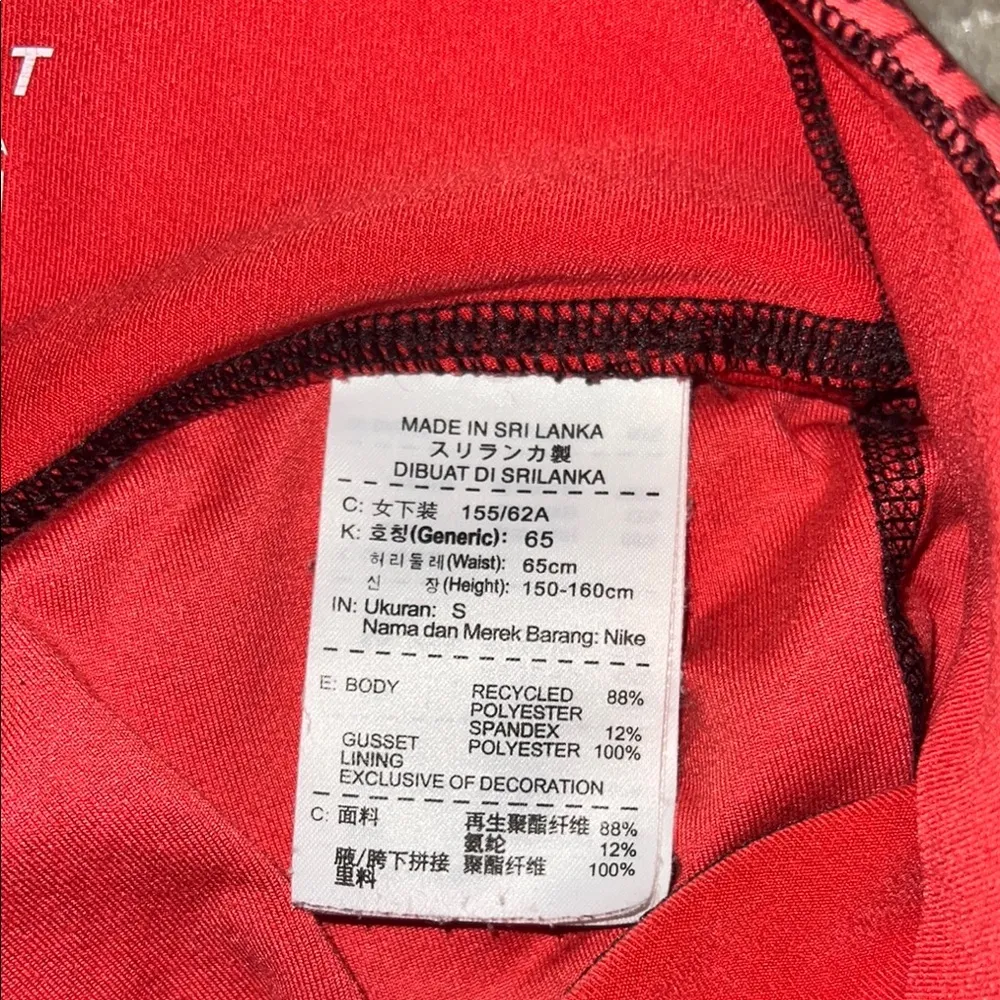 T
MADE IN SRI LANKA
スリランカ製
DIBUAT DI SRILANKA
C: 女下装 155/62A
K: 호칭(Generic): 65
허리둘레(Waist): 65cm
신 장(Height): 150-160cm
IN: Ukuran: S
Nama dan Merek Barang: Nike
E: BODY RECYCLED 88%
POLYESTER
SPANDEX 12%
GUSSET POLYESTER 100%
LINING
EXCLUSIVE OF DECORATION
C: 面料 再生聚酯纤维 88%
氨纶 12%
腋/胯下拼接 聚酯纤维 100%
里料